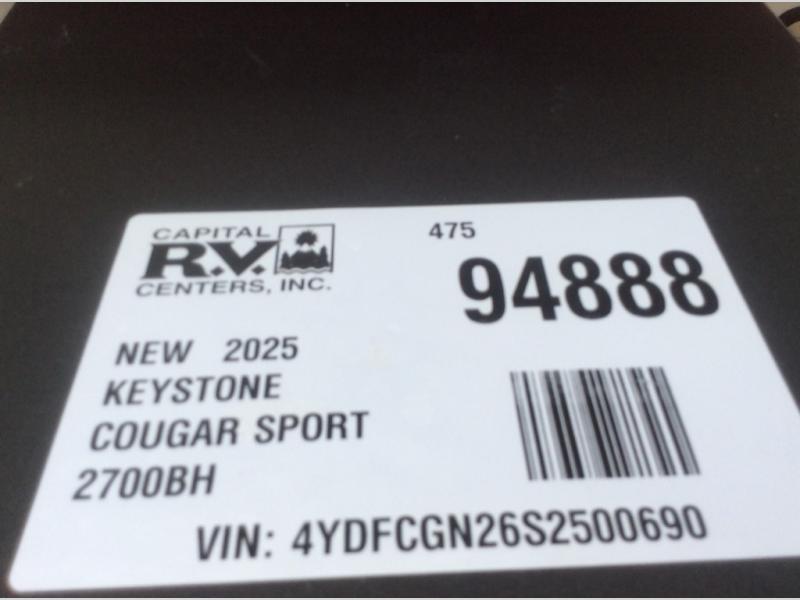 CAPITAL
R.V.
CENTERS, INC.
475
94888
NEW 2025
KEYSTONE
COUGAR SPORT
2700BH
VIN: 4YDFCGN26S2500690